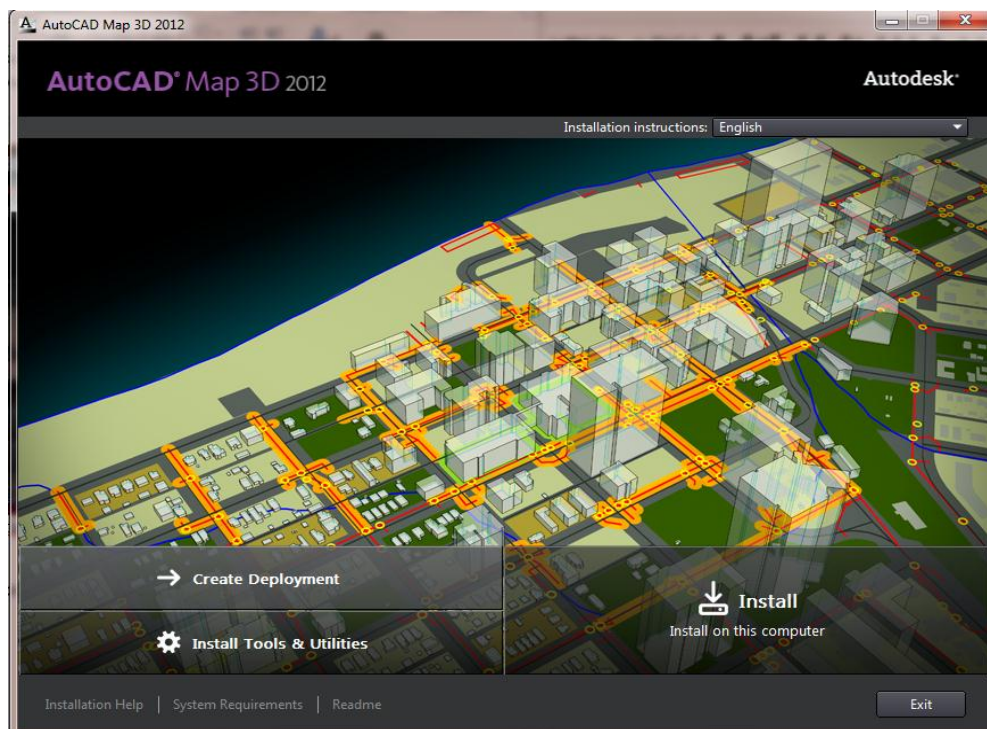 AutoCAD Map 3D 2012
AutoCAD® Map 3D 2012
Autodesk®
Installation instructions: English
Create Deployment
Install
Install on this computer
Install Tools & Utilities
Installation Help | System Requirements | Readme
Exit